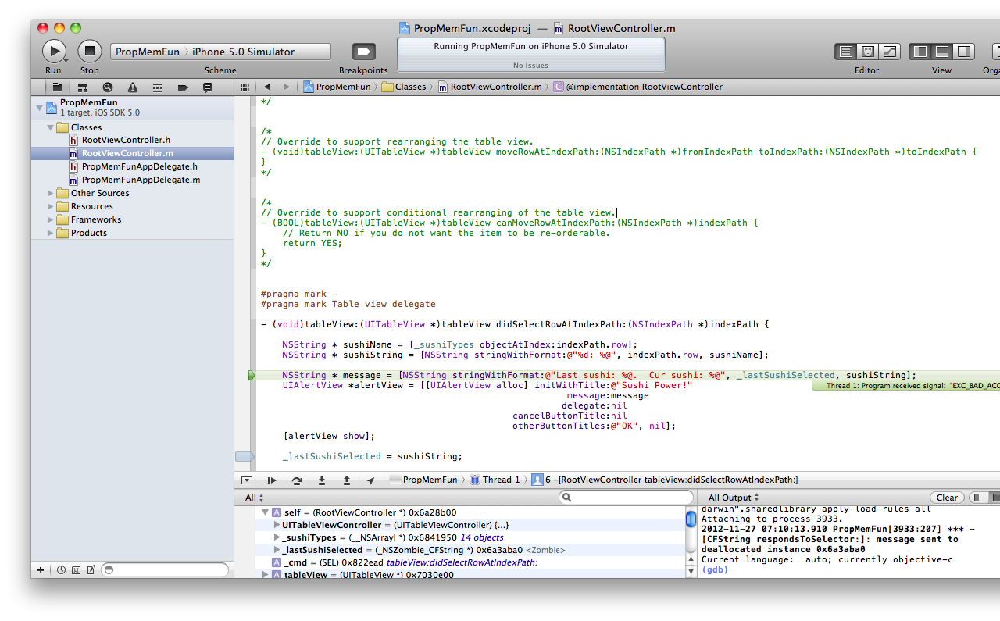 PropMemFun.xcodeproj — RootViewController.m
PropMemFun iPhone 5.0 Simulator
Running PropMemFun on iPhone 5.0 Simulator
No Issues
Run Stop Scheme Breakpoints Editor View
PropMemFun Classes RootViewController.m @implementation RootViewController
PropMemFun
1 target, iOS SDK 5.0
Classes
RootViewController.h
RootViewController.m
PropMemFunAppDelegate.h
PropMemFunAppDelegate.m
Other Sources
Resources
Frameworks
Products
*/
/*
// Override to support rearranging the table view.
- (void)tableView:(UITableView *)tableView moveRowAtIndexPath:(NSIndexPath *)fromIndexPath toIndexPath:(NSIndexPath *)toIndexPath {
}
*/
/*
// Override to support conditional rearranging of the table view.
- (BOOL)tableView:(UITableView *)tableView canMoveRowAtIndexPath:(NSIndexPath *)indexPath {
// Return NO if you do not want the item to be re-orderable.
return YES;
}
*/
#pragma mark -
#pragma mark Table view delegate
- (void)tableView:(UITableView *)tableView didSelectRowAtIndexPath:(NSIndexPath *)indexPath {
NSString * sushiName = [_sushiTypes objectAtIndex:indexPath.row];
NSString * sushiString = [NSString stringWithFormat:@"%d: %@", indexPath.row, sushiName];
NSString * message = [NSString stringWithFormat:@"Last sushi: %@.  Cur sushi: %@", _lastSushiSelected, sushiString];
UIAlertView *alertView = [[UIAlertView alloc] initWithTitle:@"Sushi Power!"
Thread 1: Program received signal: "EXC_BAD_ACC
message:message
delegate:nil
cancelButtonTitle:nil
otherButtonTitles:@"OK", nil];
[alertView show];
_lastSushiSelected = sushiString;
PropMemFun Thread 1 6 -[RootViewController tableView:didSelectRowAtIndexPath:]
All
All Output Clear
self = (RootViewController *) 0x6a28b00
UITableViewController = (UITableViewController) {...}
_sushiTypes = (__NSArrayI *) 0x6841950 14 objects
_lastSushiSelected = (_NSZombie_CFString *) 0x6a3aba0 <Zombie>
_cmd = (SEL) 0x822ead tableView:didSelectRowAtIndexPath:
tableView = (UITableView *) 0x7030e00
darwin".sharedlibrary apply-load-rules all
Attaching to process 3933.
2012-11-27 07:10:13.910 PropMemFun[3933:207] *** -
[CFString respondsToSelector:]: message sent to
deallocated instance 0x6a3aba0
Current language:  auto; currently objective-c
(gdb)